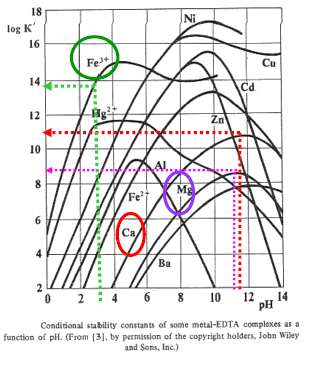 18
log K'
16
14
12
10
8
6
4
2
Ni
Fe3+
Cu
Cd
Hg2+
Zn
Al
Fe2+
Mg
Ca
Ba
0 2 4 6 8 10 12 14
pH
Conditional stability constants of some metal-EDTA complexes as a
function of pH. (From [3], by permission of the copyright holders, John Wiley
and Sons, Inc.)